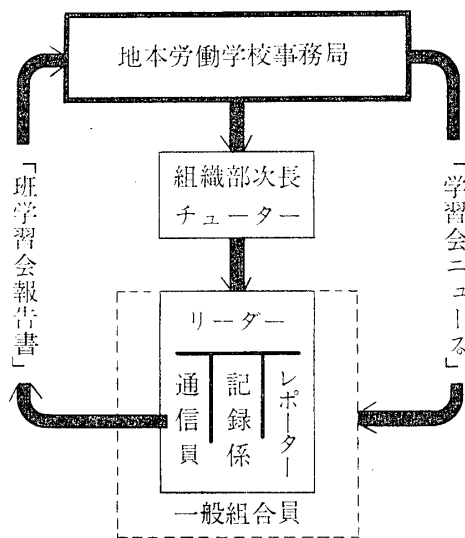 地本労働学校事務局
組織部次長
チューター
「班学習会報告書」
「学習会ニュース」
リーダー
通信員
記録係
レポーター
一般組合員